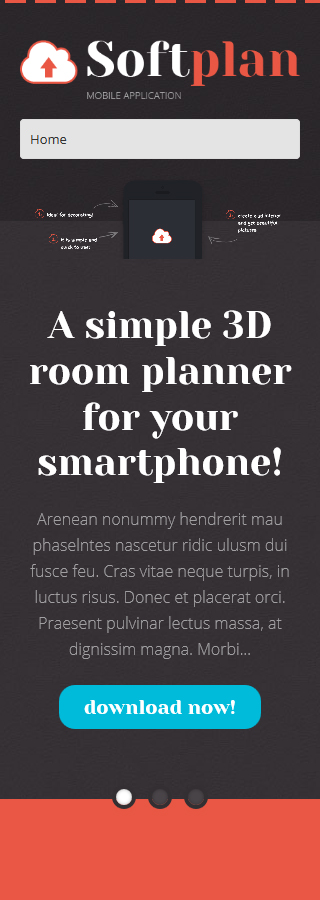 Softplan
MOBILE APPLICATION
Home
1. Ideal for decorating!
2. It is simple and
quick to use!
3. create a 3d interior
and get beautiful
pictures
A simple 3D
room planner
for your
smartphone!
Arenean nonummy hendrerit mau
phaselntes nascetur ridic ulusm dui
fusce feu. Cras vitae neque turpis, in
luctus risus. Donec et placerat orci.
Praesent pulvinar lectus massa, at
dignissim magna. Morbi...
download now!